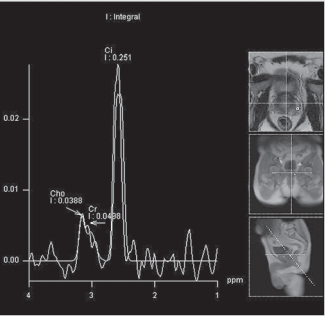 I : Integral
Ci
I : 0.251
0.02
0.01
Cho
I : 0.0388
Cr
I : 0.0498
0.00
ppm
4 3 2 1